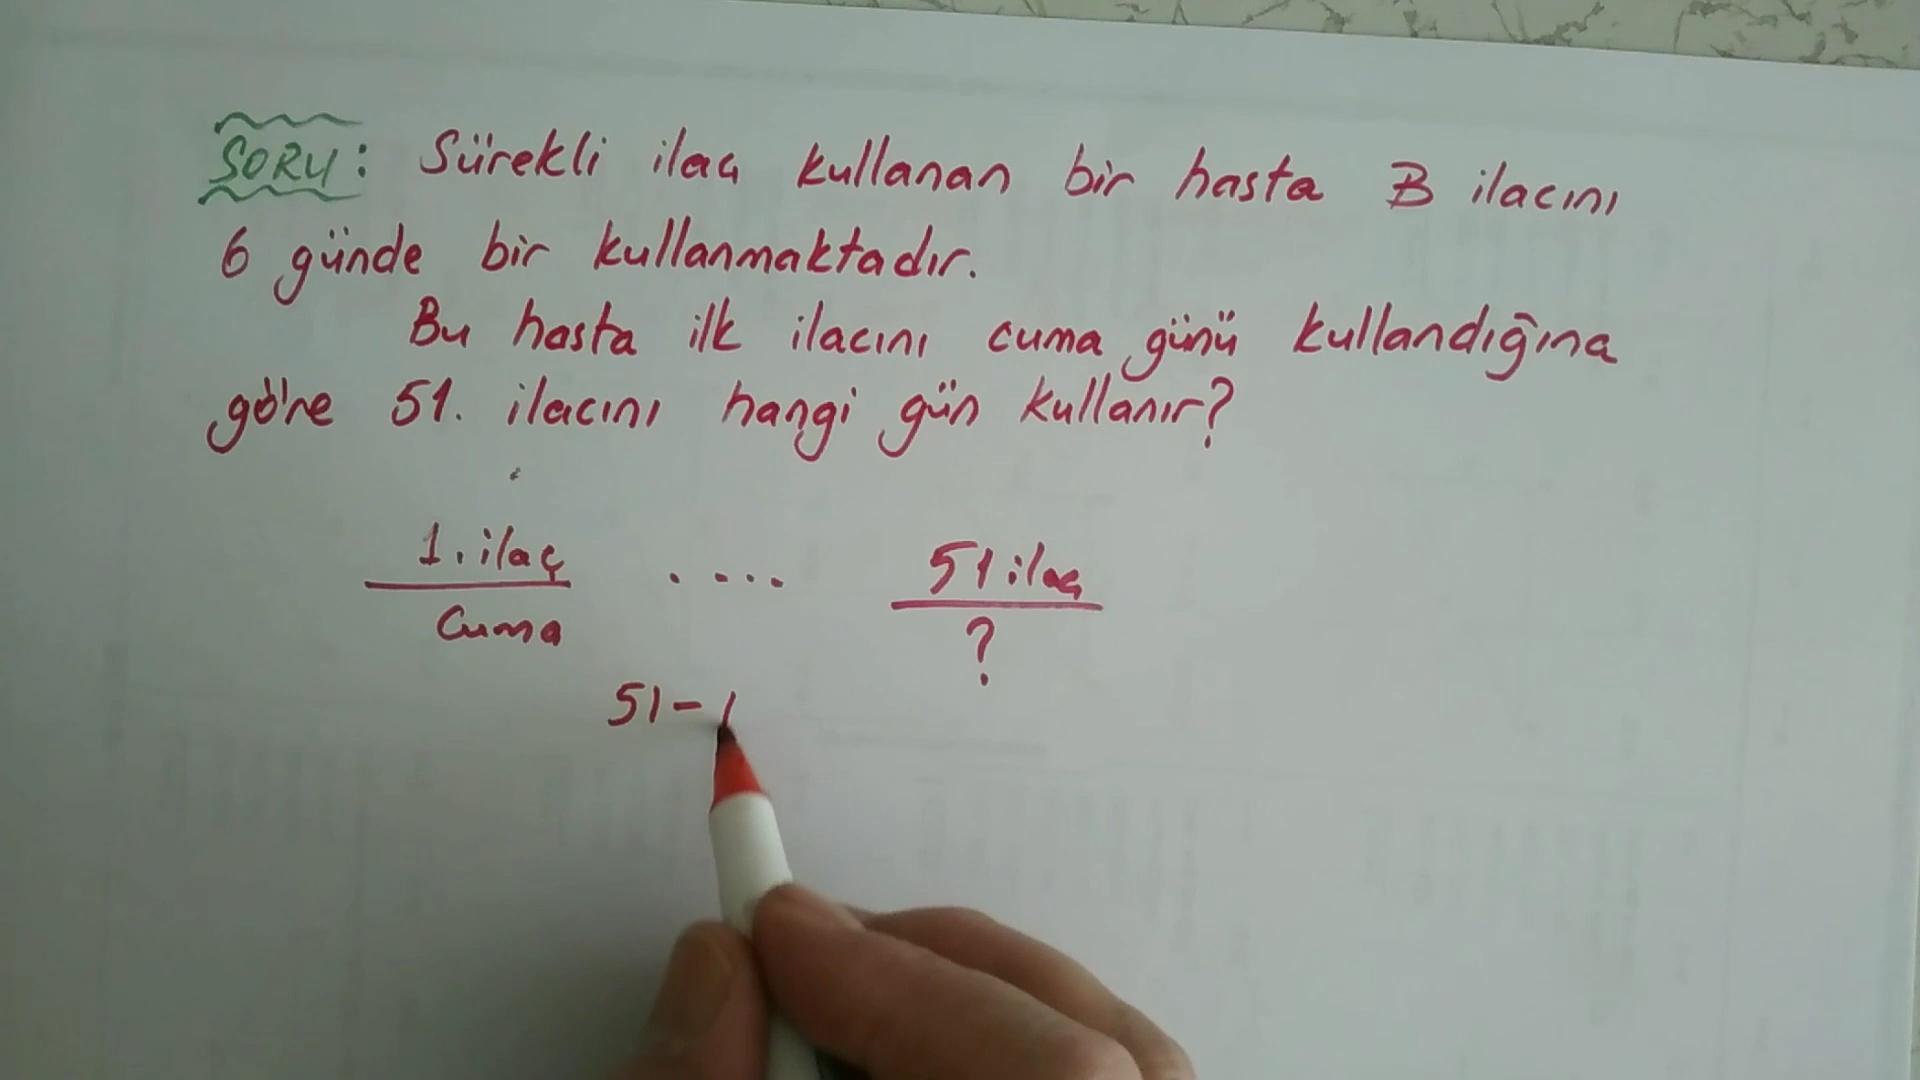 SORU: Sürekli ilaç kullanan bir hasta B ilacını
6 günde bir kullanmaktadır.
Bu hasta ilk ilacını cuma günü kullandığına
göre 51. ilacını hangi gün kullanır?
1. ilaç .... 51 ilaç
Cuma ?
51-1